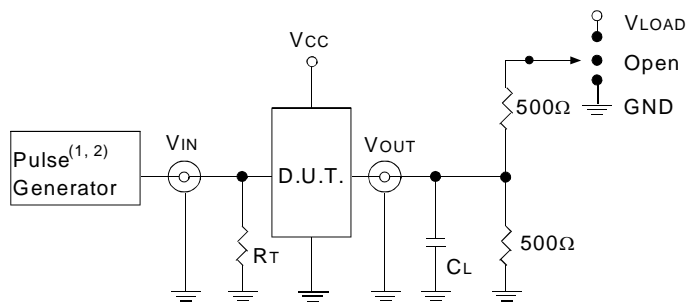 VLOAD
VCC
Open
500Ω
GND
VIN
VOUT
Pulse(1, 2)
Generator
D.U.T.
RT
CL
500Ω